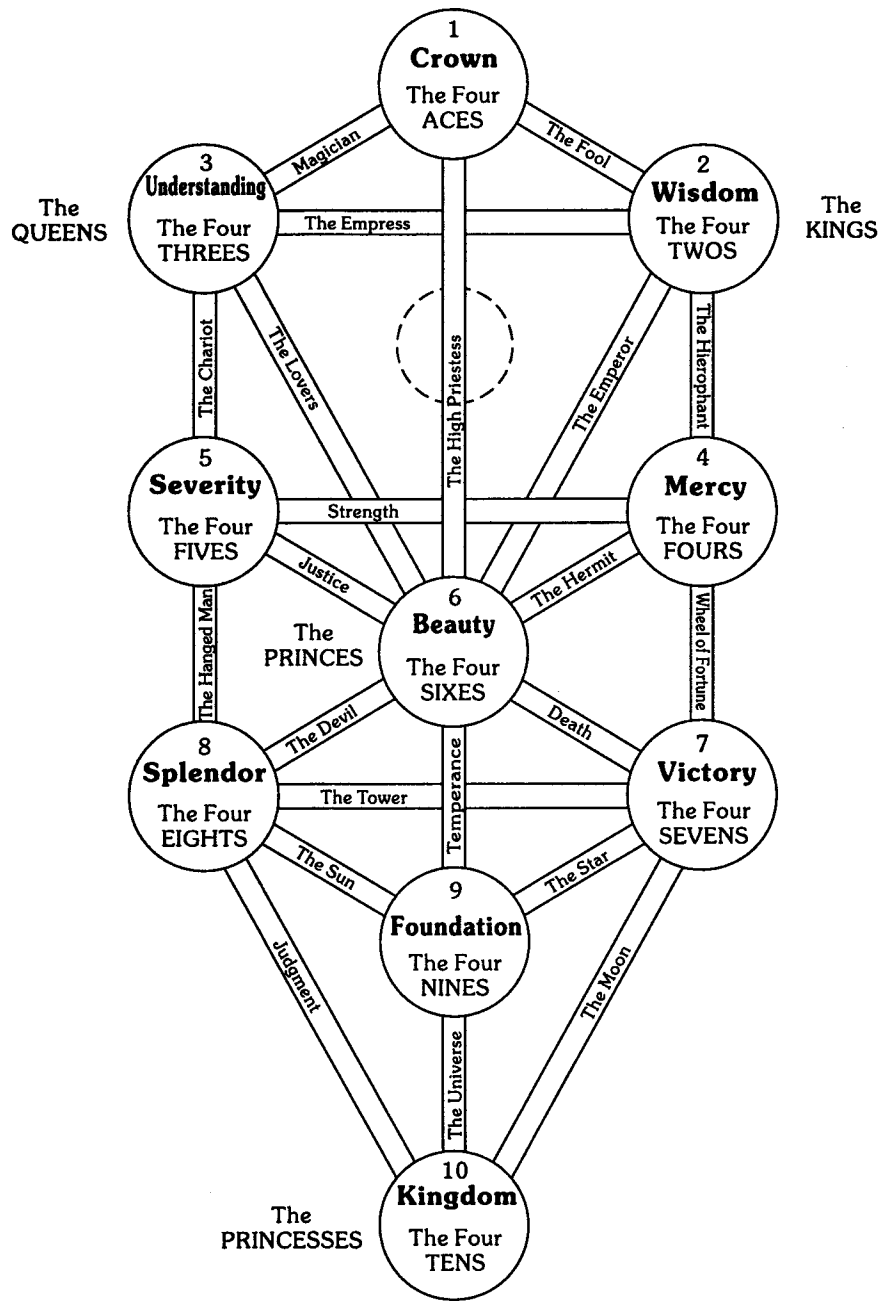 1
Crown
The Four
ACES
Magician
The Fool
3
Understanding
The Four
THREES
The
QUEENS
The Empress
2
Wisdom
The Four
TWOS
The
KINGS
The Chariot
The Lovers
The High Priestess
The Emperor
The Hierophant
5
Severity
The Four
FIVES
Strength
4
Mercy
The Four
FOURS
Justice
The Hermit
The
PRINCES
6
Beauty
The Four
SIXES
The Hanged Man
Wheel of Fortune
The Devil
Death
8
Splendor
The Four
EIGHTS
The Tower
Temperance
7
Victory
The Four
SEVENS
The Sun
The Star
9
Foundation
The Four
NINES
Judgment
The Universe
The Moon
The
PRINCESSES
10
Kingdom
The Four
TENS